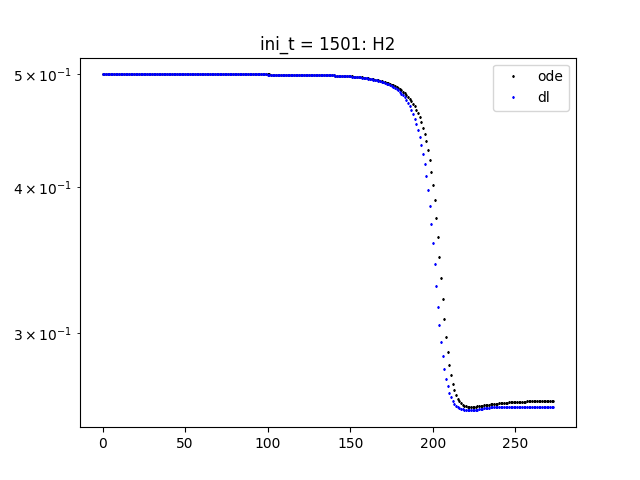 ini_t = 1501: H2
5 × 10⁻¹
4 × 10⁻¹
3 × 10⁻¹
ode
dl
0 50 100 150 200 250